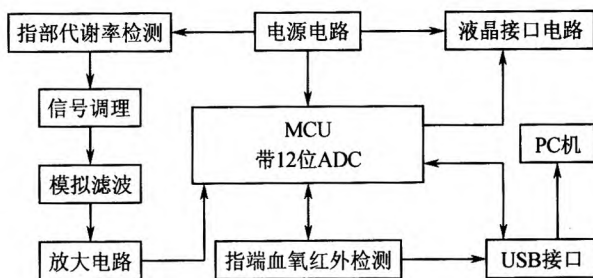 指部代谢率检测
电源电路
液晶接口电路
信号调理
MCU
带12位ADC
PC机
模拟滤波
放大电路
指端血氧红外检测
USB接口